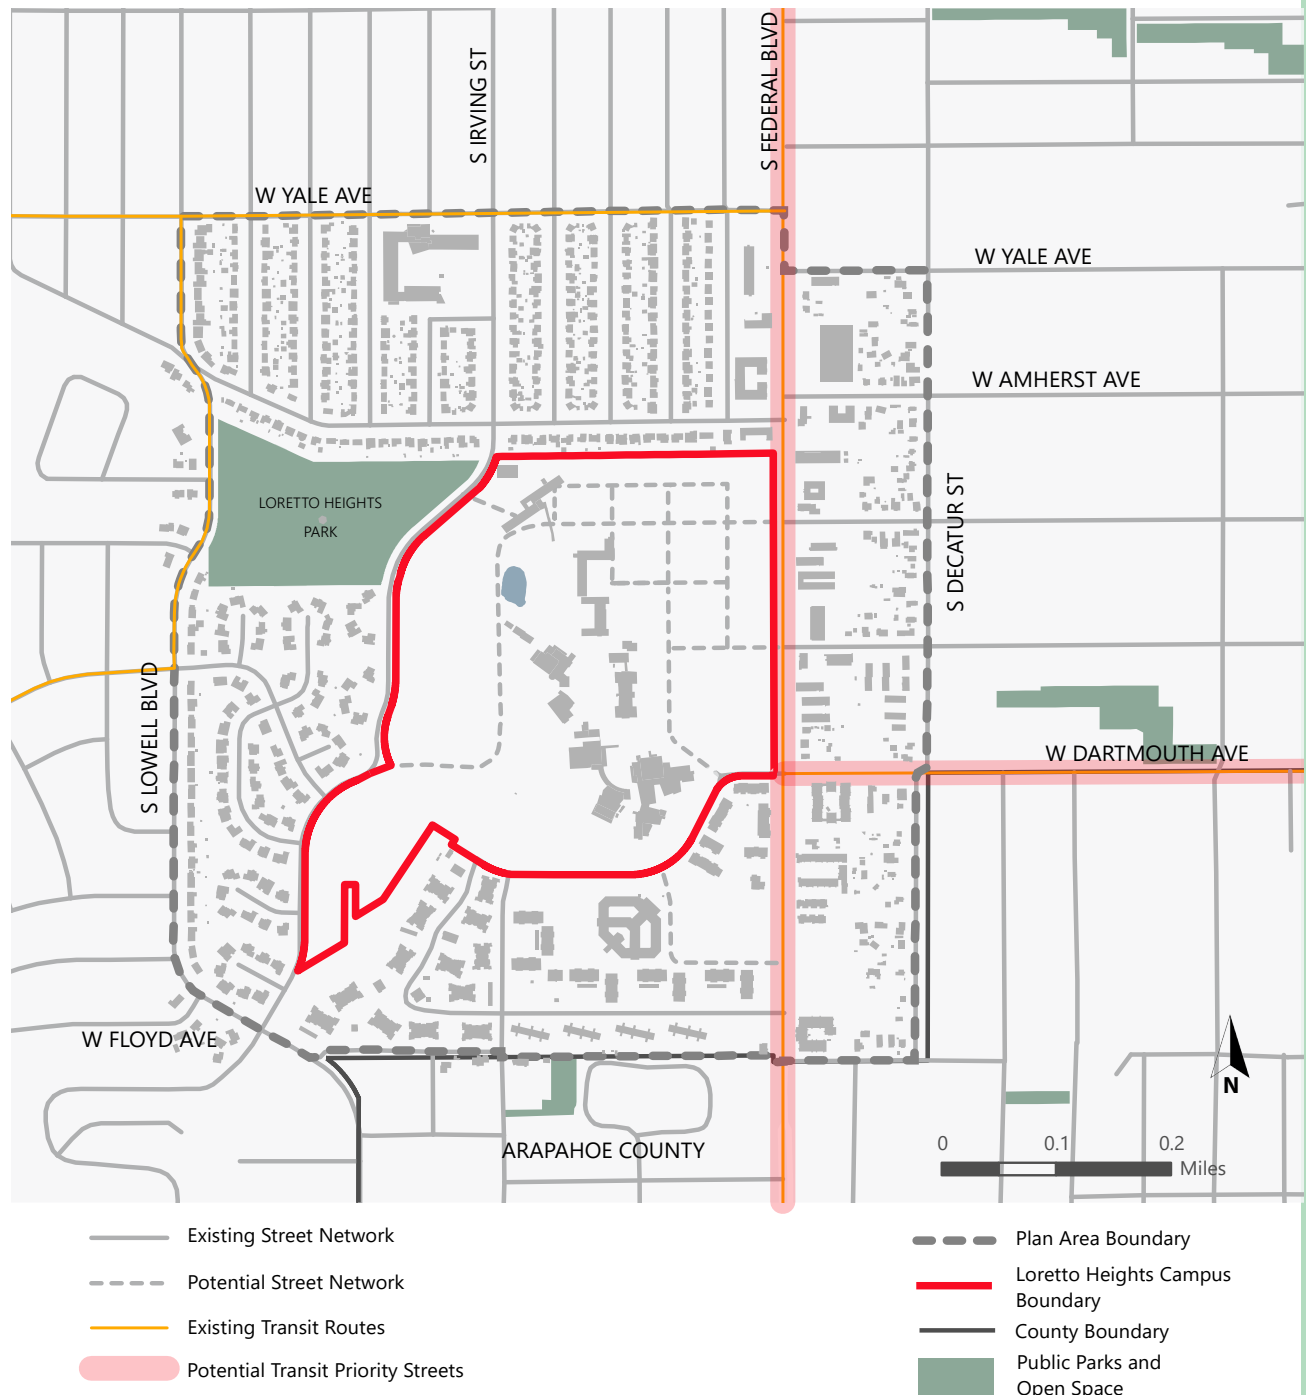 S IRVING ST
S FEDERAL BLVD
W YALE AVE
W YALE AVE
W AMHERST AVE
LORETTO HEIGHTS
PARK
S DECATUR ST
S LOWELL BLVD
W DARTMOUTH AVE
W FLOYD AVE
N
ARAPAHOE COUNTY
0 0.1 0.2
Miles
Existing Street Network
Potential Street Network
Existing Transit Routes
Potential Transit Priority Streets
Plan Area Boundary
Loretto Heights Campus
Boundary
County Boundary
Public Parks and
Open Space